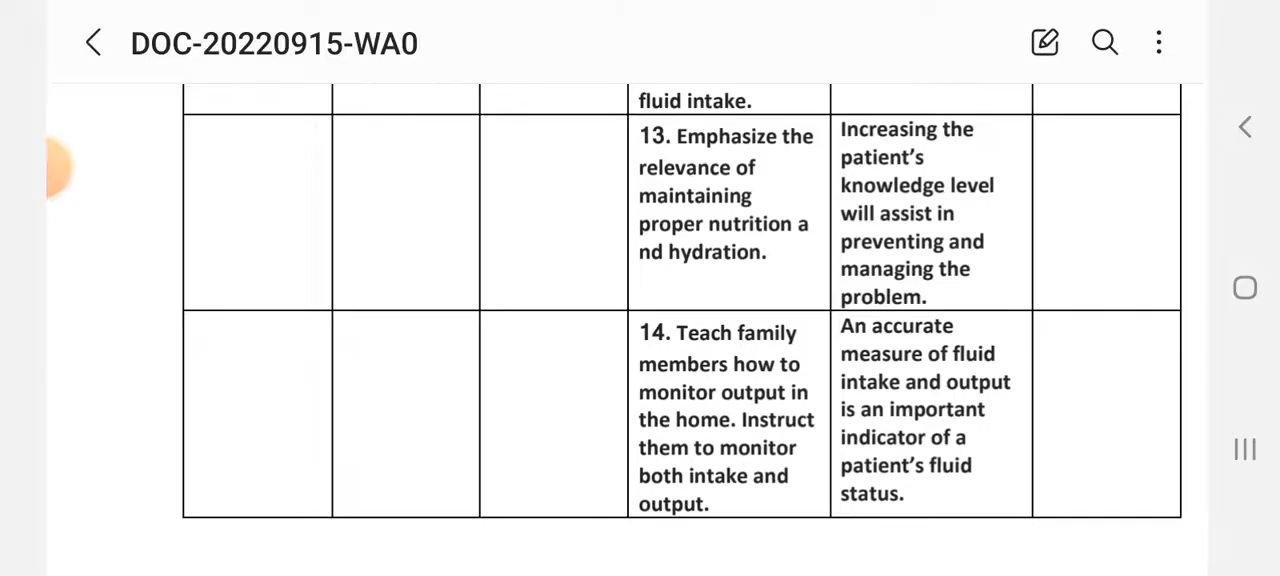 DOC-20220915-WA0
fluid intake.
13. Emphasize the
relevance of
maintaining
proper nutrition a
nd hydration.
Increasing the
patient's
knowledge level
will assist in
preventing and
managing the
problem.
14. Teach family
members how to
monitor output in
the home. Instruct
them to monitor
both intake and
output.
An accurate
measure of fluid
intake and output
is an important
indicator of a
patient's fluid
status.